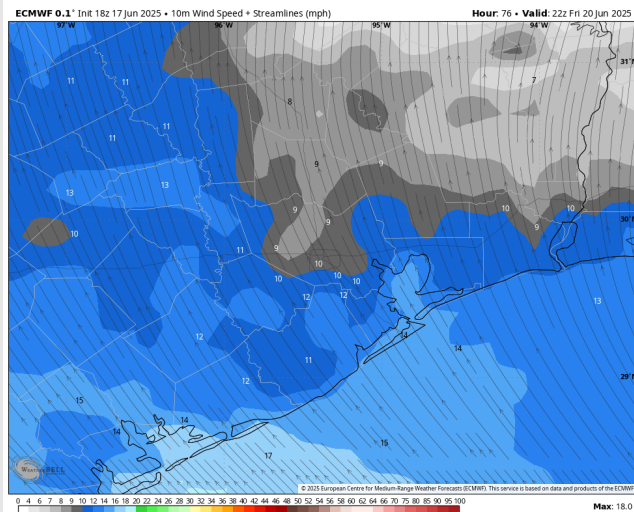 ECMWF 0.1° Init 18z 17 Jun 2025 • 10m Wind Speed + Streamlines (mph) Hour: 76 • Valid: 22z Fri 20 Jun 2025
97°W 96°W 95°W 94°W
31°N
7
11 11
8
11 11
9 9
13 13
9 10 10
30°N
9 9
10
11 9
10
10 10 10
12 12
13
12
14 14
11
29°N
12
15
14
14
15
17
WeatherBELL
© 2025 European Centre for Medium-Range Weather Forecasts (ECMWF). This service is based on data and products of the ECMWF
0 4 6 7 8 9 10 12 14 16 18 20 22 24 26 28 30 32 34 36 38 40 42 44 46 48 50 52 54 56 58 60 65 70 75 80 85 90 95 100
Max: 18.0